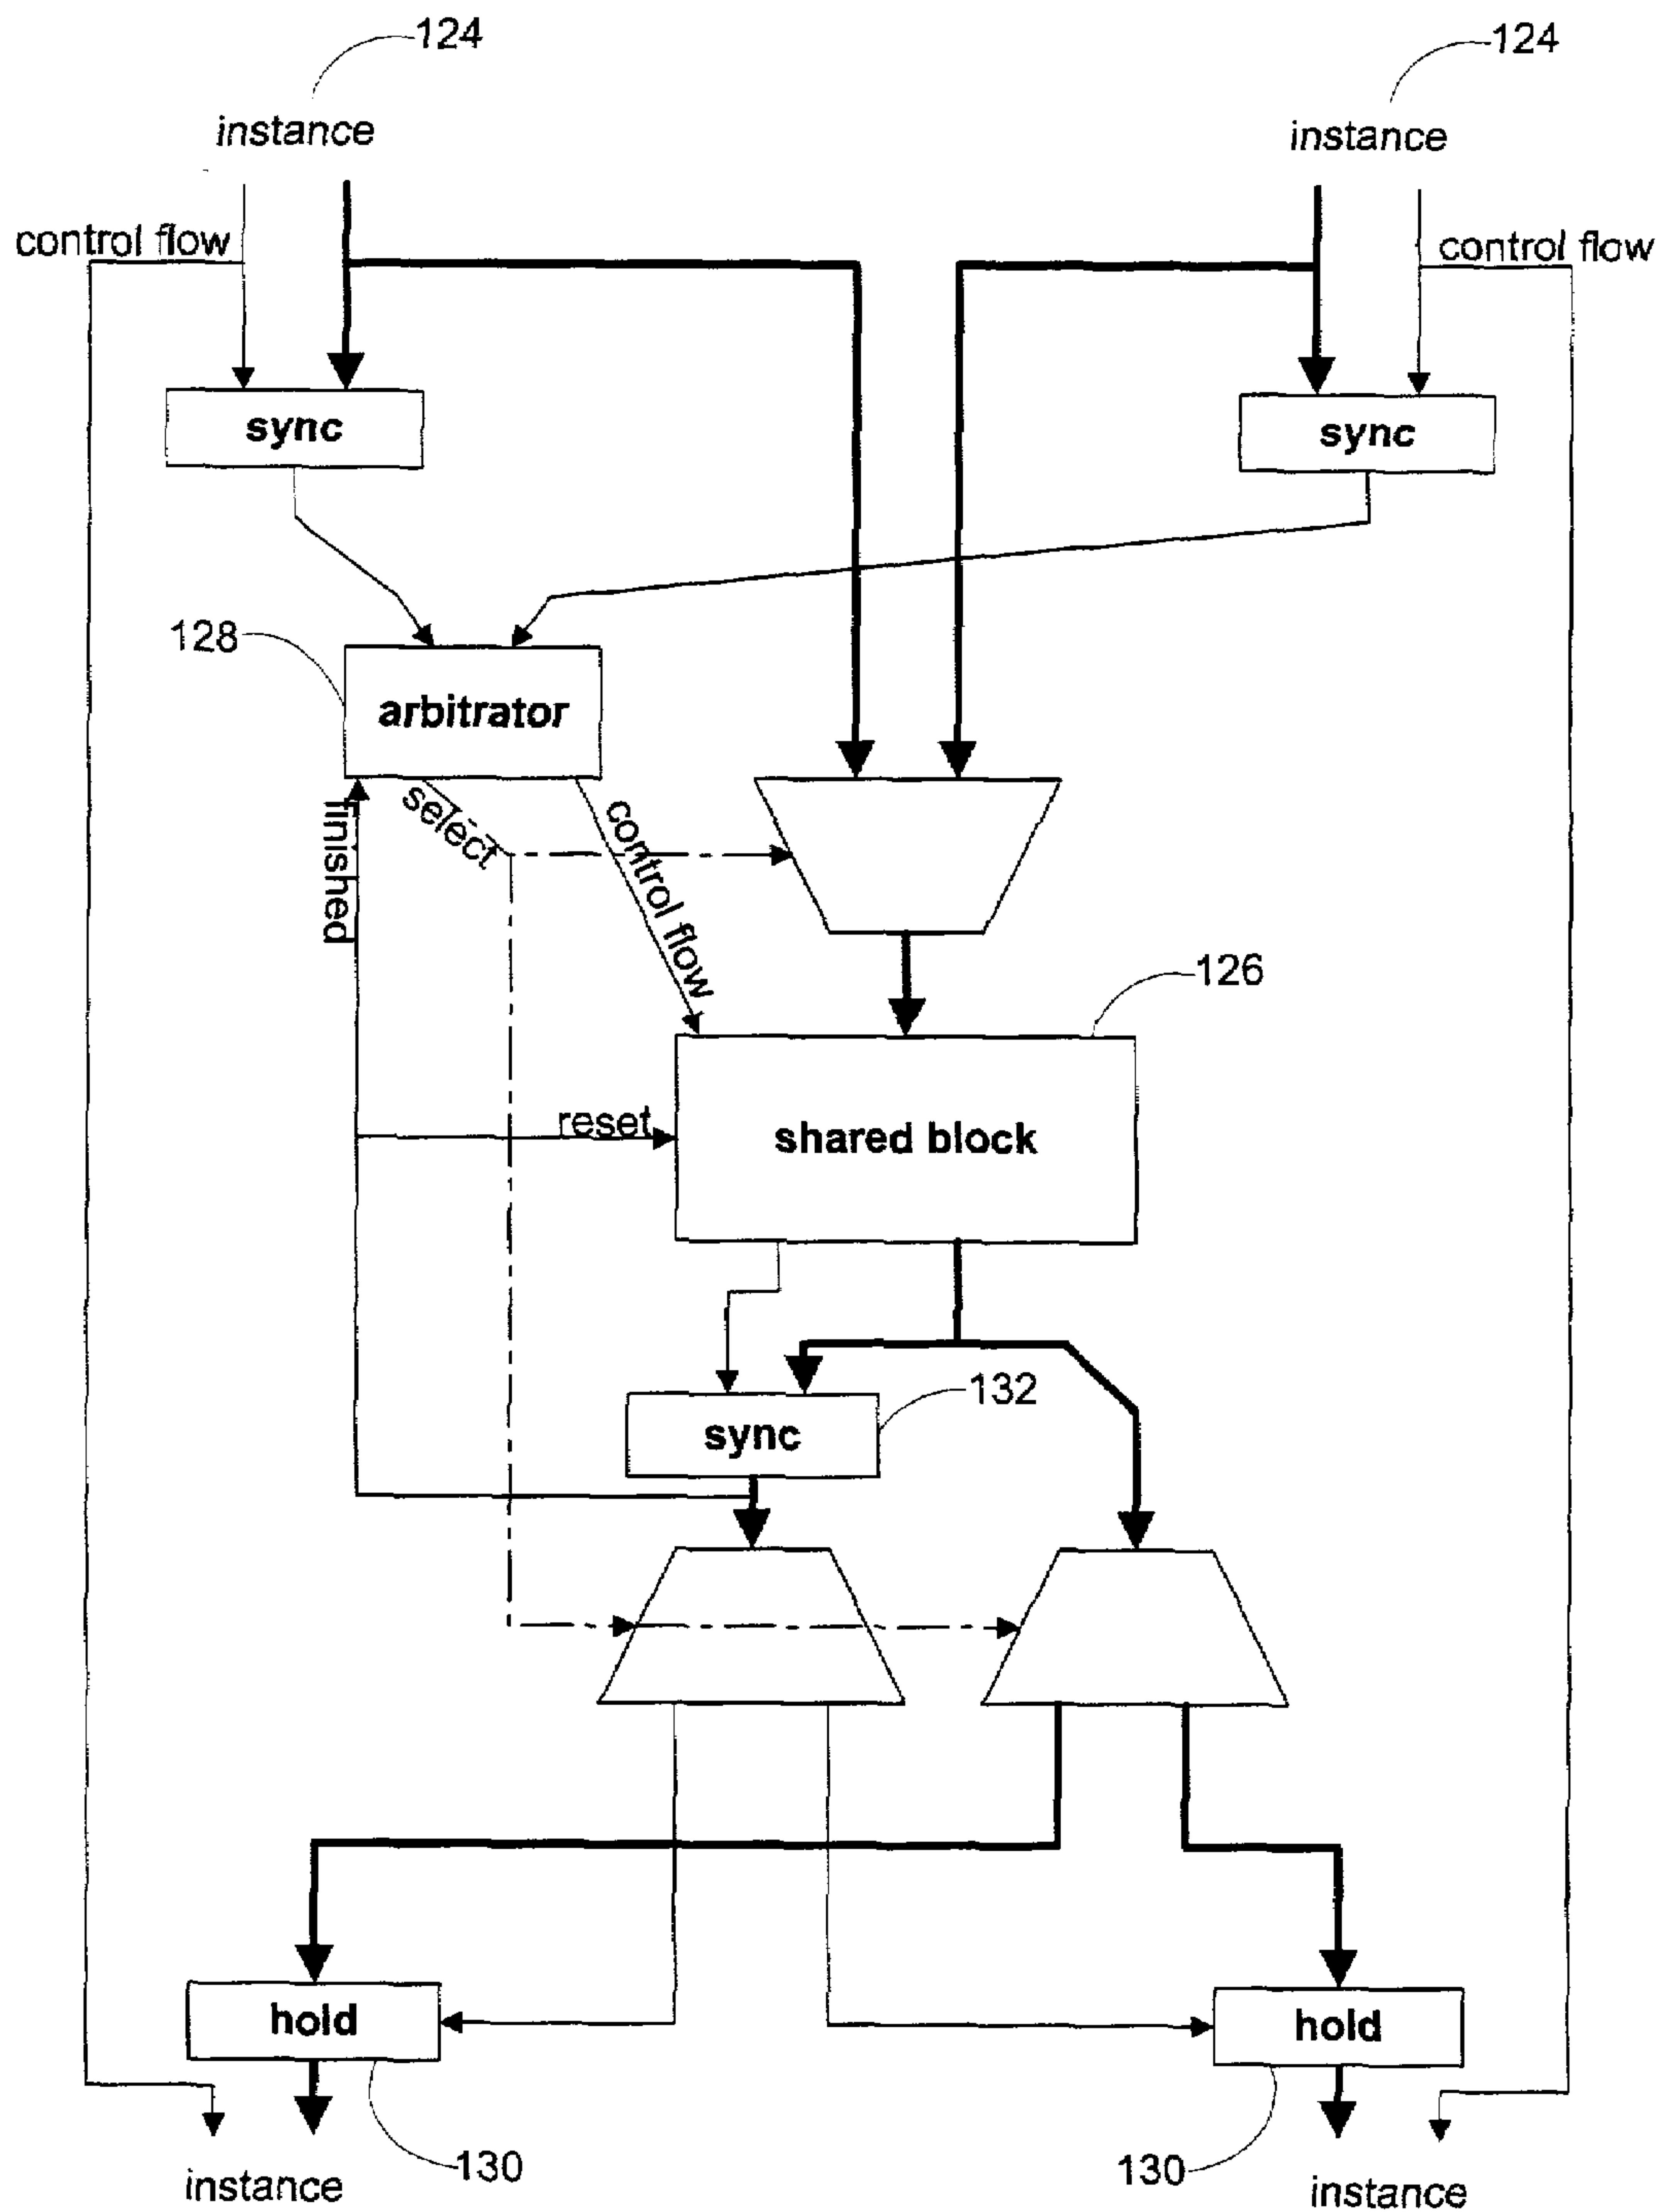 124
124
instance
instance
control flow
control flow
sync
sync
128
arbitrator
finished
select
control flow
126
reset
shared block
132
sync
hold
hold
130
130
instance
instance